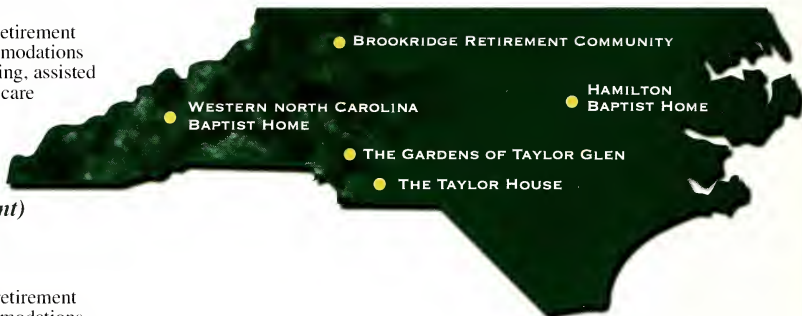 etirement
modations
ing, assisted
care
nt)
etirement
BROOKRIDGE RETIREMENT COMMUNITY
HAMILTON
BAPTIST HOME
WESTERN NORTH CAROLINA
BAPTIST HOME
THE GARDENS OF TAYLOR GLEN
THE TAYLOR HOUSE